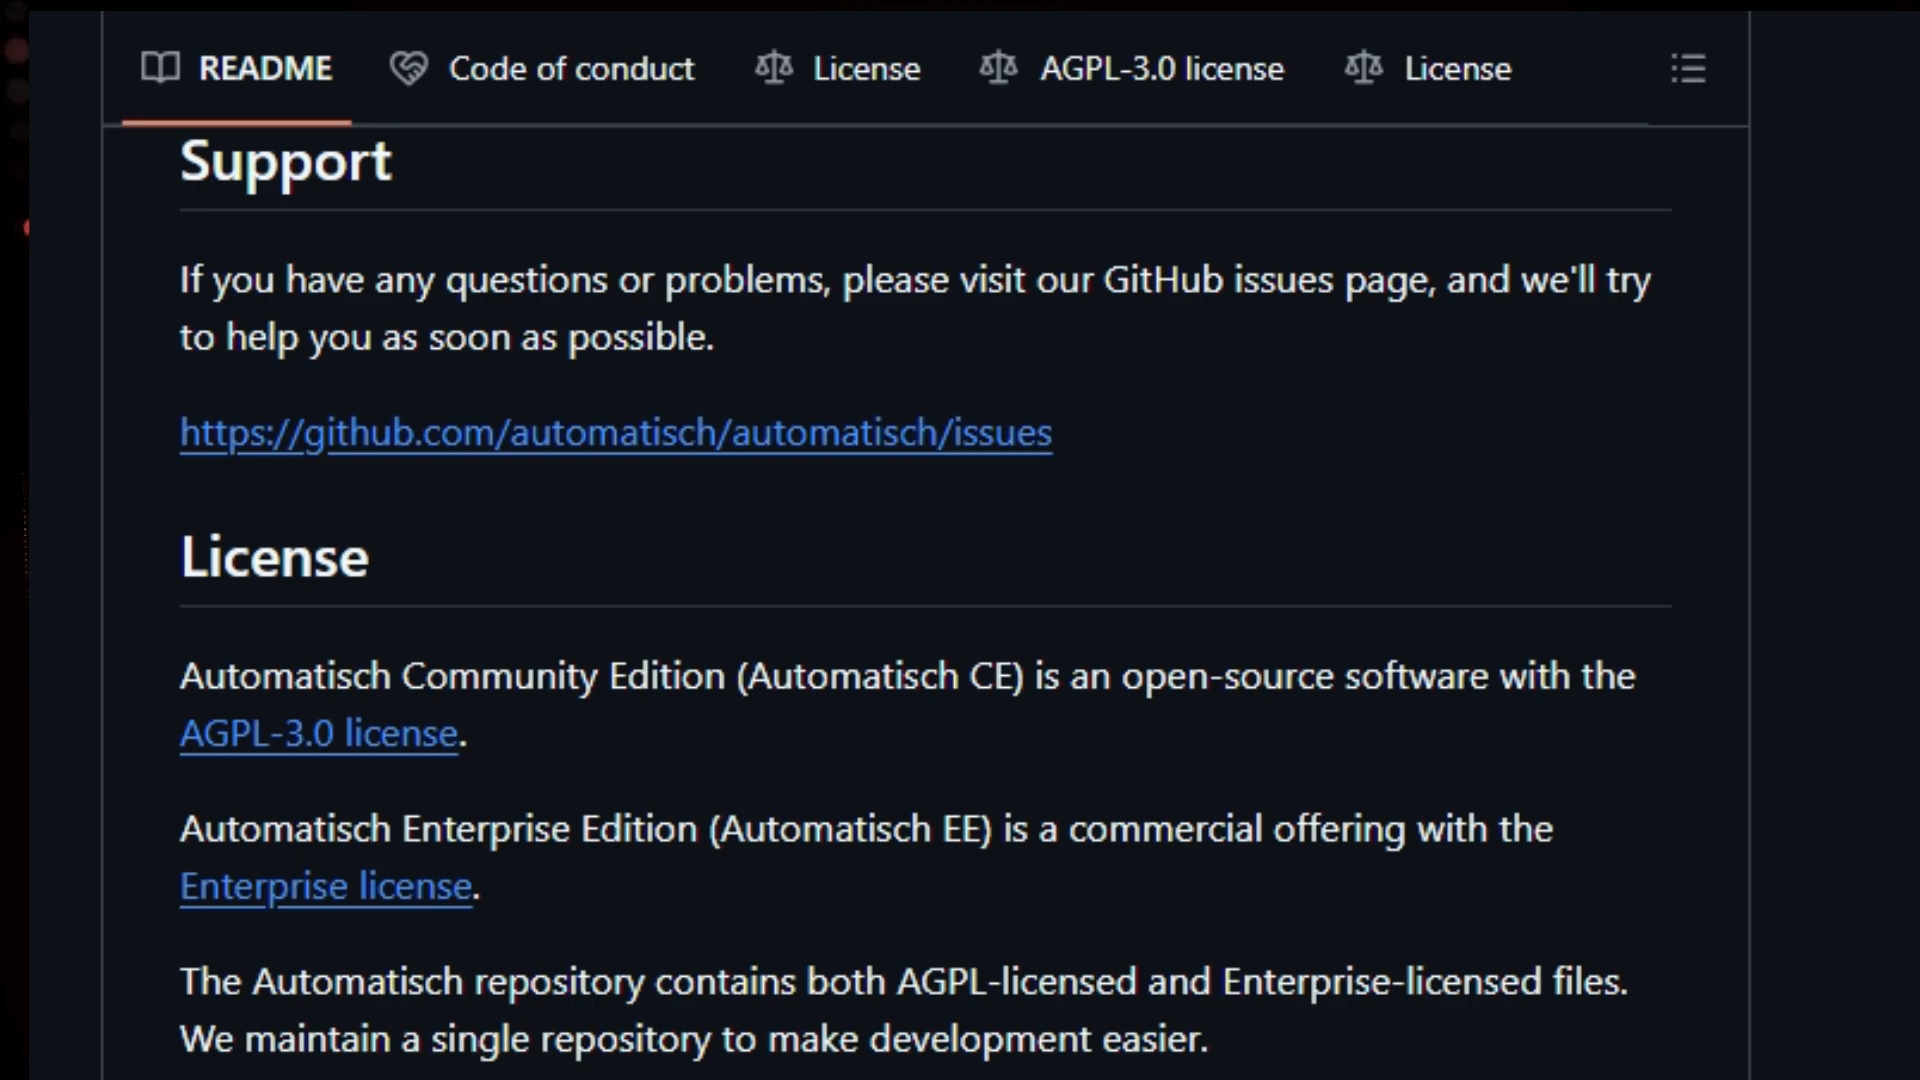 README Code of conduct License AGPL-3.0 license License
Support
If you have any questions or problems, please visit our GitHub issues page, and we'll try
to help you as soon as possible.
https://github.com/automatisch/automatisch/issues
License
Automatisch Community Edition (Automatisch CE) is an open-source software with the
AGPL-3.0 license.
Automatisch Enterprise Edition (Automatisch EE) is a commercial offering with the
Enterprise license.
The Automatisch repository contains both AGPL-licensed and Enterprise-licensed files.
We maintain a single repository to make development easier.